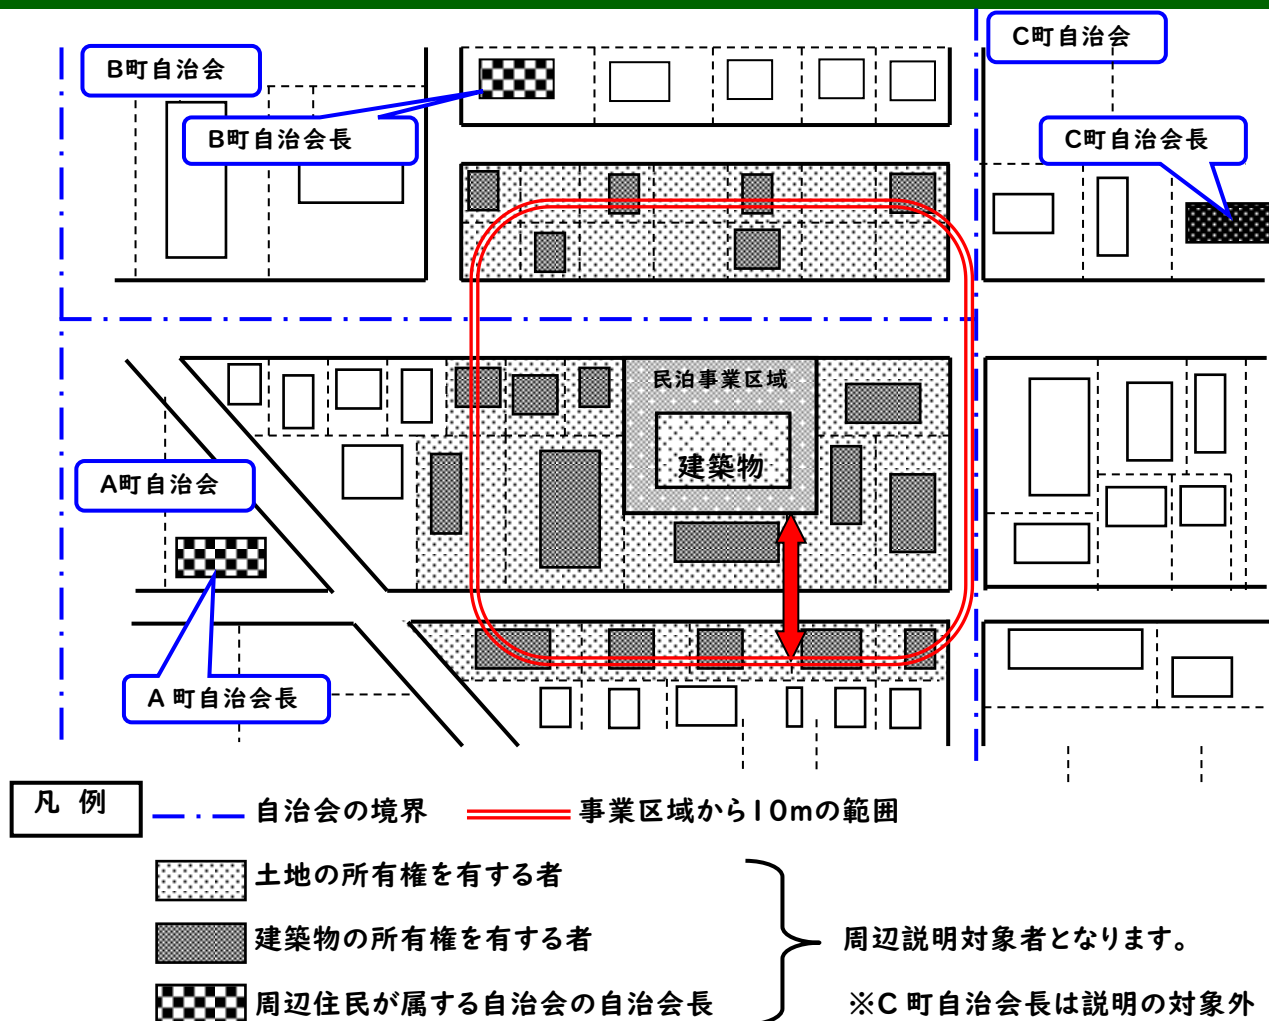 C町自治会
B町自治会
B町自治会長
C町自治会長
民泊事業区域
建築物
A町自治会
A町自治会長
凡 例
自治会の境界
事業区域から10mの範囲
土地の所有権を有する者
建築物の所有権を有する者
周辺説明対象者となります。
周辺住民が属する自治会の自治会長
※C町自治会長は説明の対象外